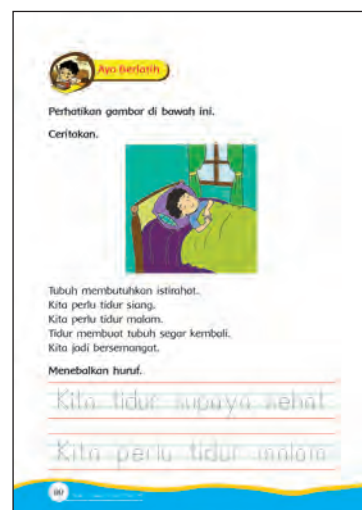 Ayo Berlatih
Perhatikan gambar di bawah ini.
Ceritakan.
Tubuh membutuhkan istirahat.
Kita perlu tidur siang.
Kita perlu tidur malam.
Tidur membuat tubuh segar kembali.
Kita jadi bersemangat.
Menebalkan huruf.
Kita tidur supaya sehat
Kita perlu tidur malam